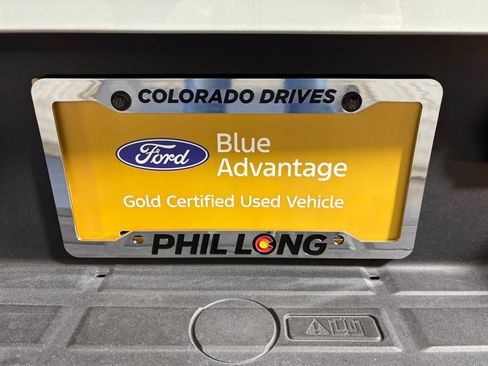 COLORADO DRIVES
Ford
Blue
Advantage
Gold Certified Used Vehicle
PHIL LONG